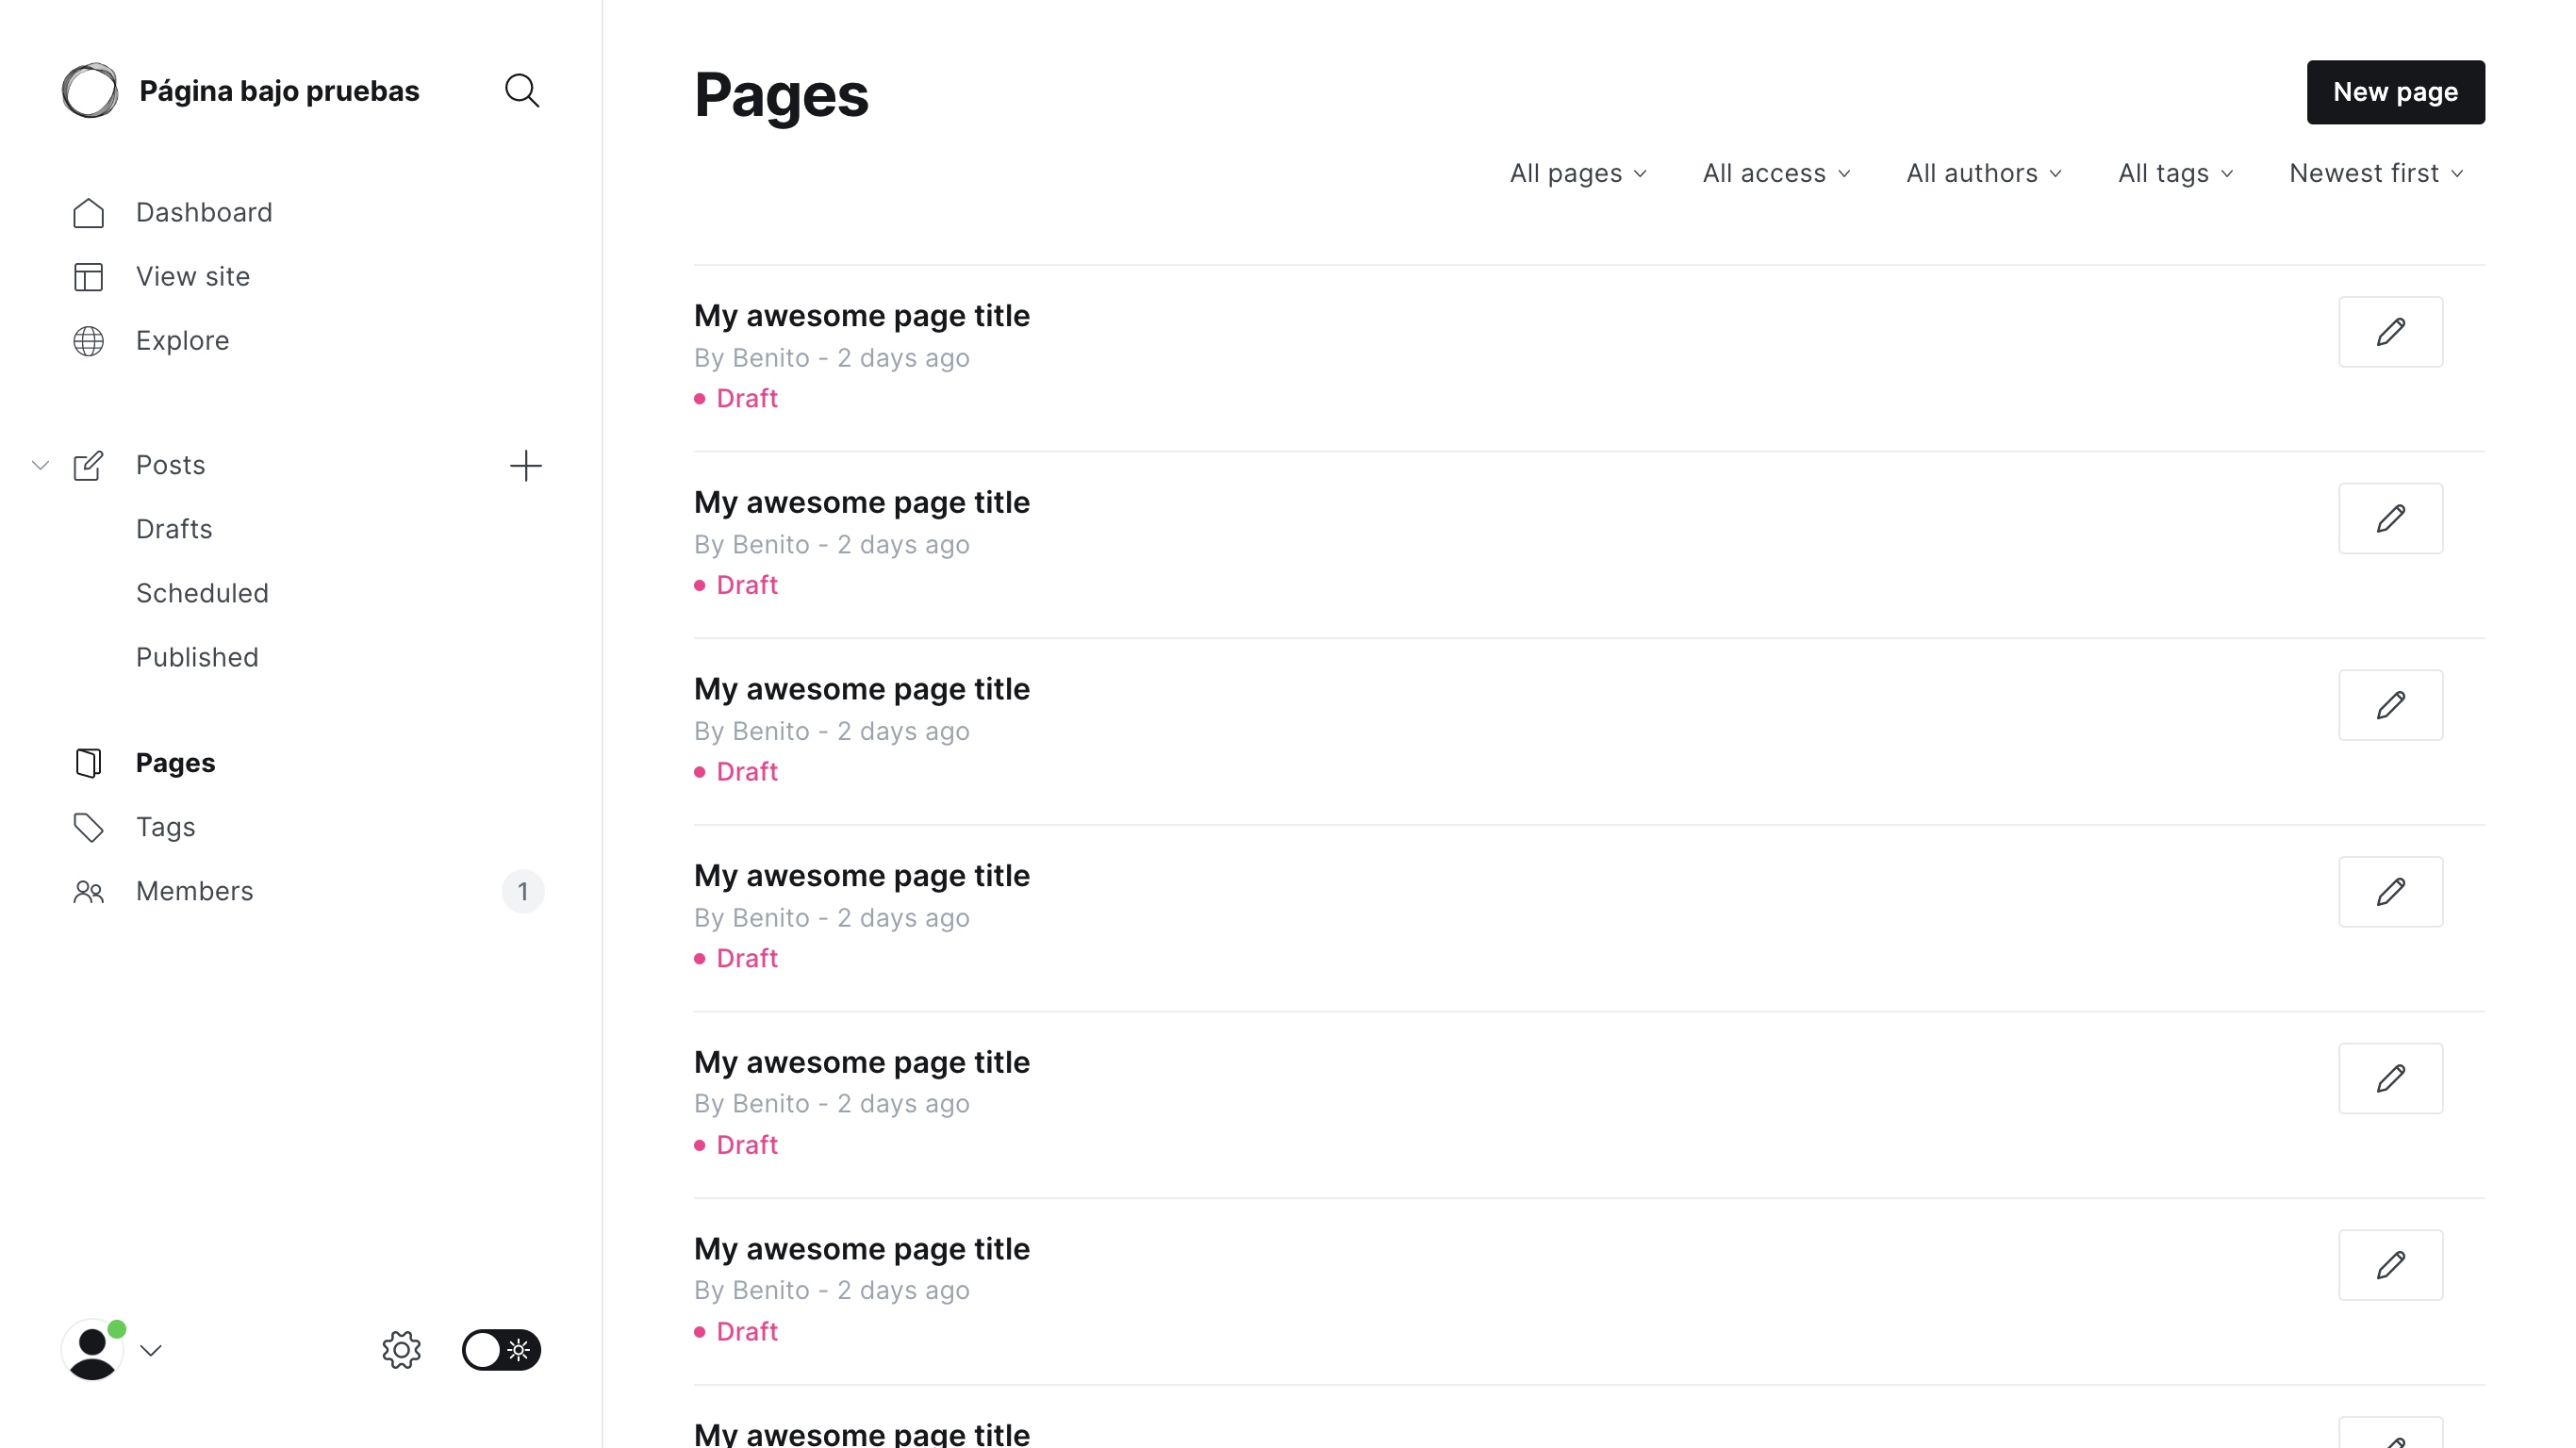 Página bajo pruebas
Dashboard
View site
Explore
Posts
Drafts
Scheduled
Published
Pages
Tags
Members 1
Pages
New page
All pages All access All authors All tags Newest first
My awesome page title
By Benito - 2 days ago
Draft
My awesome page title
By Benito - 2 days ago
Draft
My awesome page title
By Benito - 2 days ago
Draft
My awesome page title
By Benito - 2 days ago
Draft
My awesome page title
By Benito - 2 days ago
Draft
My awesome page title
By Benito - 2 days ago
Draft
My awesome page title